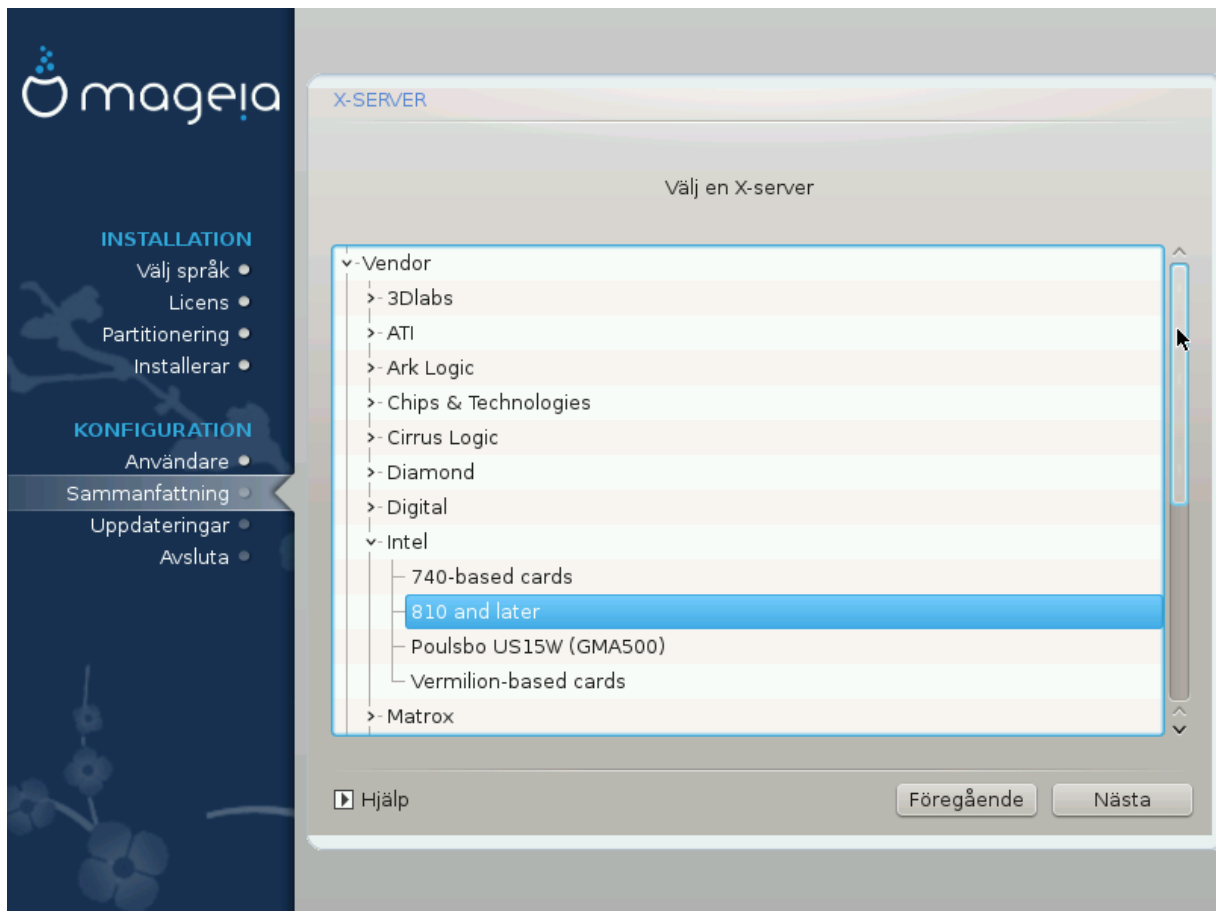 mageia
INSTALLATION
Välj språk
Licens
Partitionering
Installerar
KONFIGURATION
Användare
Sammanfattning
Uppdateringar
Avsluta
X-SERVER
Välj en X-server
Vendor
3Dlabs
ATI
Ark Logic
Chips & Technologies
Cirrus Logic
Diamond
Digital
Intel
740-based cards
810 and later
Poulsbo US15W (GMA500)
Vermilion-based cards
Matrox
Hjälp
Föregående
Nästa